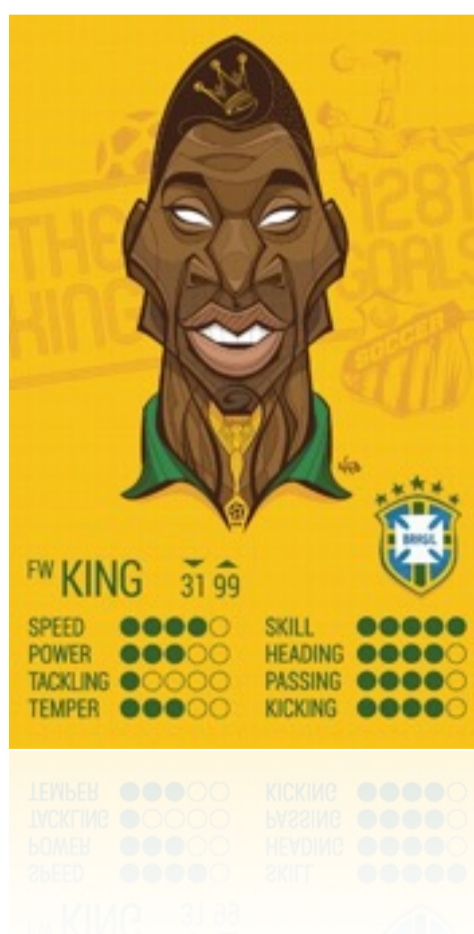 THE
KING
1281
GOALS
SOCCER
BRASIL
FW KING 31 99
SPEED SKILL
POWER HEADING
TACKLING PASSING
TEMPER KICKING